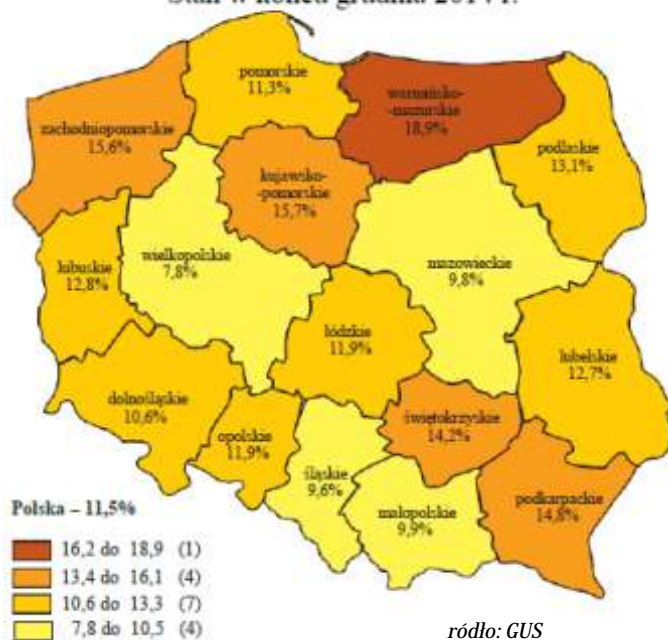 Stan w końcu grudnia 2014 r.
pomorskie
11,3%
warmińsko-
-mazurskie
18,9%
zachodniopomorskie
15,6%
podlaskie
13,1%
kujawsko-
-pomorskie
15,7%
wielkopolskie
7,8%
mazowieckie
9,8%
lubuskie
12,8%
łódzkie
11,9%
lubelskie
12,7%
dolnośląskie
10,6%
opolskie
11,9%
świętokrzyskie
14,2%
śląskie
9,6%
małopolskie
9,9%
podkarpackie
14,8%
Polska – 11,5%
16,2 do 18,9 (1)
13,4 do 16,1 (4)
10,6 do 13,3 (7)
7,8 do 10,5 (4)
ródło: GUS